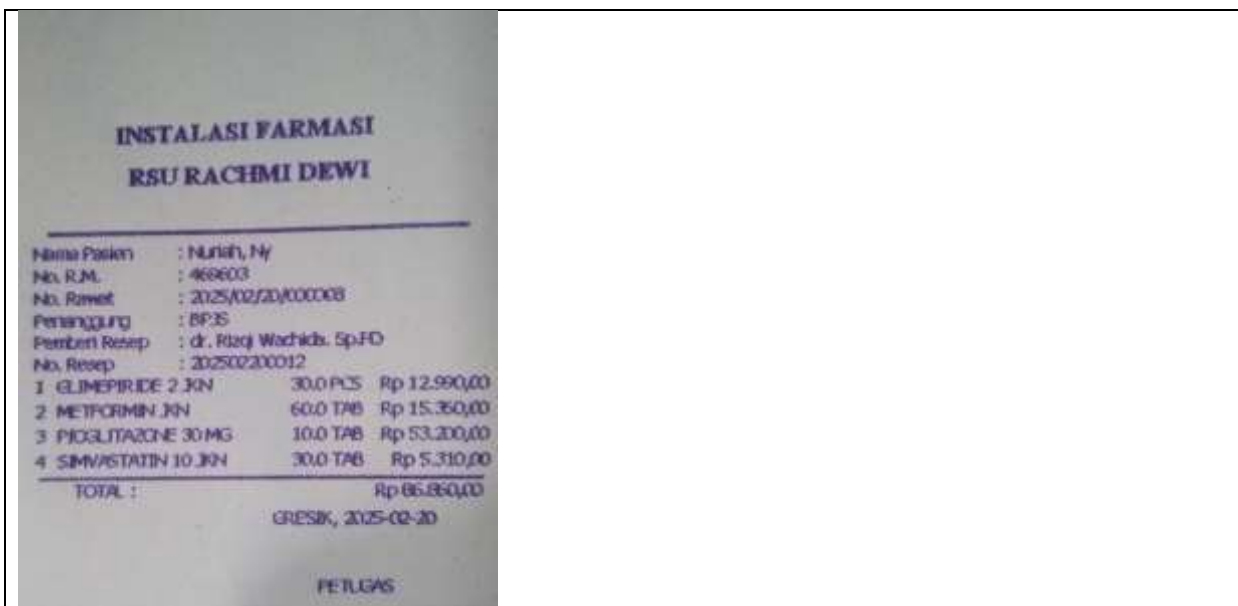 INSTALASI FARMASI
RSU RACHMI DEWI
Nama Pasien : Nuriah, Ny
No. R.M. : 469603
No. Rawat : 2025/02/20/000008
Penanggung : BPJS
Pemberi Resep : dr. Rizqi Wachids. Sp.PD
No. Resep : 202502200012
1 GLIMEPIRIDE 2 JKN 30.0 PCS Rp 12.990,00
2 METFORMIN JKN 60.0 TAB Rp 15.360,00
3 PIOGLITAZONE 30 MG 10.0 TAB Rp 53.200,00
4 SIMVASTATIN 10 JKN 30.0 TAB Rp 5.310,00
TOTAL : Rp 86.860,00
GRESIK, 2025-02-20
PETUGAS